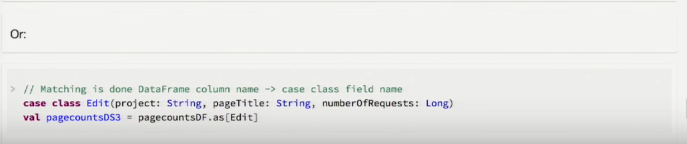 Or:
> // Matching is done DataFrame column name -> case class field name
case class Edit(project: String, pageTitle: String, numberOfRequests: Long)
val pagecountsDS3 = pagecountsDF.as[Edit]